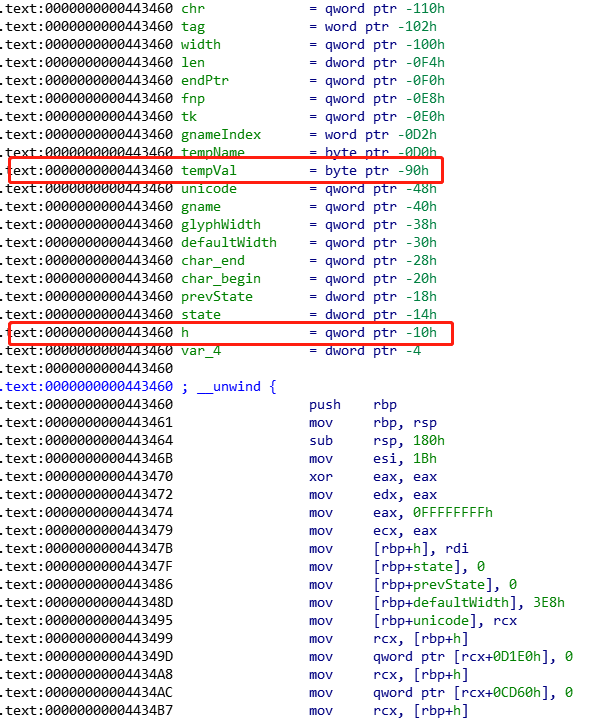 .text:0000000000443460 chr = qword ptr -110h
.text:0000000000443460 tag = word ptr -102h
.text:0000000000443460 width = qword ptr -100h
.text:0000000000443460 len = dword ptr -0F4h
.text:0000000000443460 endPtr = qword ptr -0F0h
.text:0000000000443460 fnp = qword ptr -0E8h
.text:0000000000443460 tk = qword ptr -0E0h
.text:0000000000443460 gnameIndex = word ptr -0D2h
.text:0000000000443460 tempName = byte ptr -0D0h
.text:0000000000443460 tempVal = byte ptr -90h
.text:0000000000443460 unicode = qword ptr -48h
.text:0000000000443460 gname = qword ptr -40h
.text:0000000000443460 glyphWidth = qword ptr -38h
.text:0000000000443460 defaultWidth = qword ptr -30h
.text:0000000000443460 char_end = qword ptr -28h
.text:0000000000443460 char_begin = qword ptr -20h
.text:0000000000443460 prevState = dword ptr -18h
.text:0000000000443460 state = dword ptr -14h
.text:0000000000443460 h = qword ptr -10h
.text:0000000000443460 var_4 = dword ptr -4
.text:0000000000443460
.text:0000000000443460 ; __unwind {
.text:0000000000443460 push rbp
.text:0000000000443461 mov rbp, rsp
.text:0000000000443464 sub rsp, 180h
.text:000000000044346B mov esi, 1Bh
.text:0000000000443470 xor eax, eax
.text:0000000000443472 mov edx, eax
.text:0000000000443474 mov eax, 0FFFFFFFFh
.text:0000000000443479 mov ecx, eax
.text:000000000044347B mov [rbp+h], rdi
.text:000000000044347F mov [rbp+state], 0
.text:0000000000443486 mov [rbp+prevState], 0
.text:000000000044348D mov [rbp+defaultWidth], 3E8h
.text:0000000000443495 mov [rbp+unicode], rcx
.text:0000000000443499 mov rcx, [rbp+h]
.text:000000000044349D mov qword ptr [rcx+0D1E0h], 0
.text:00000000004434A8 mov rcx, [rbp+h]
.text:00000000004434AC mov qword ptr [rcx+0CD60h], 0
.text:00000000004434B7 mov rcx, [rbp+h]